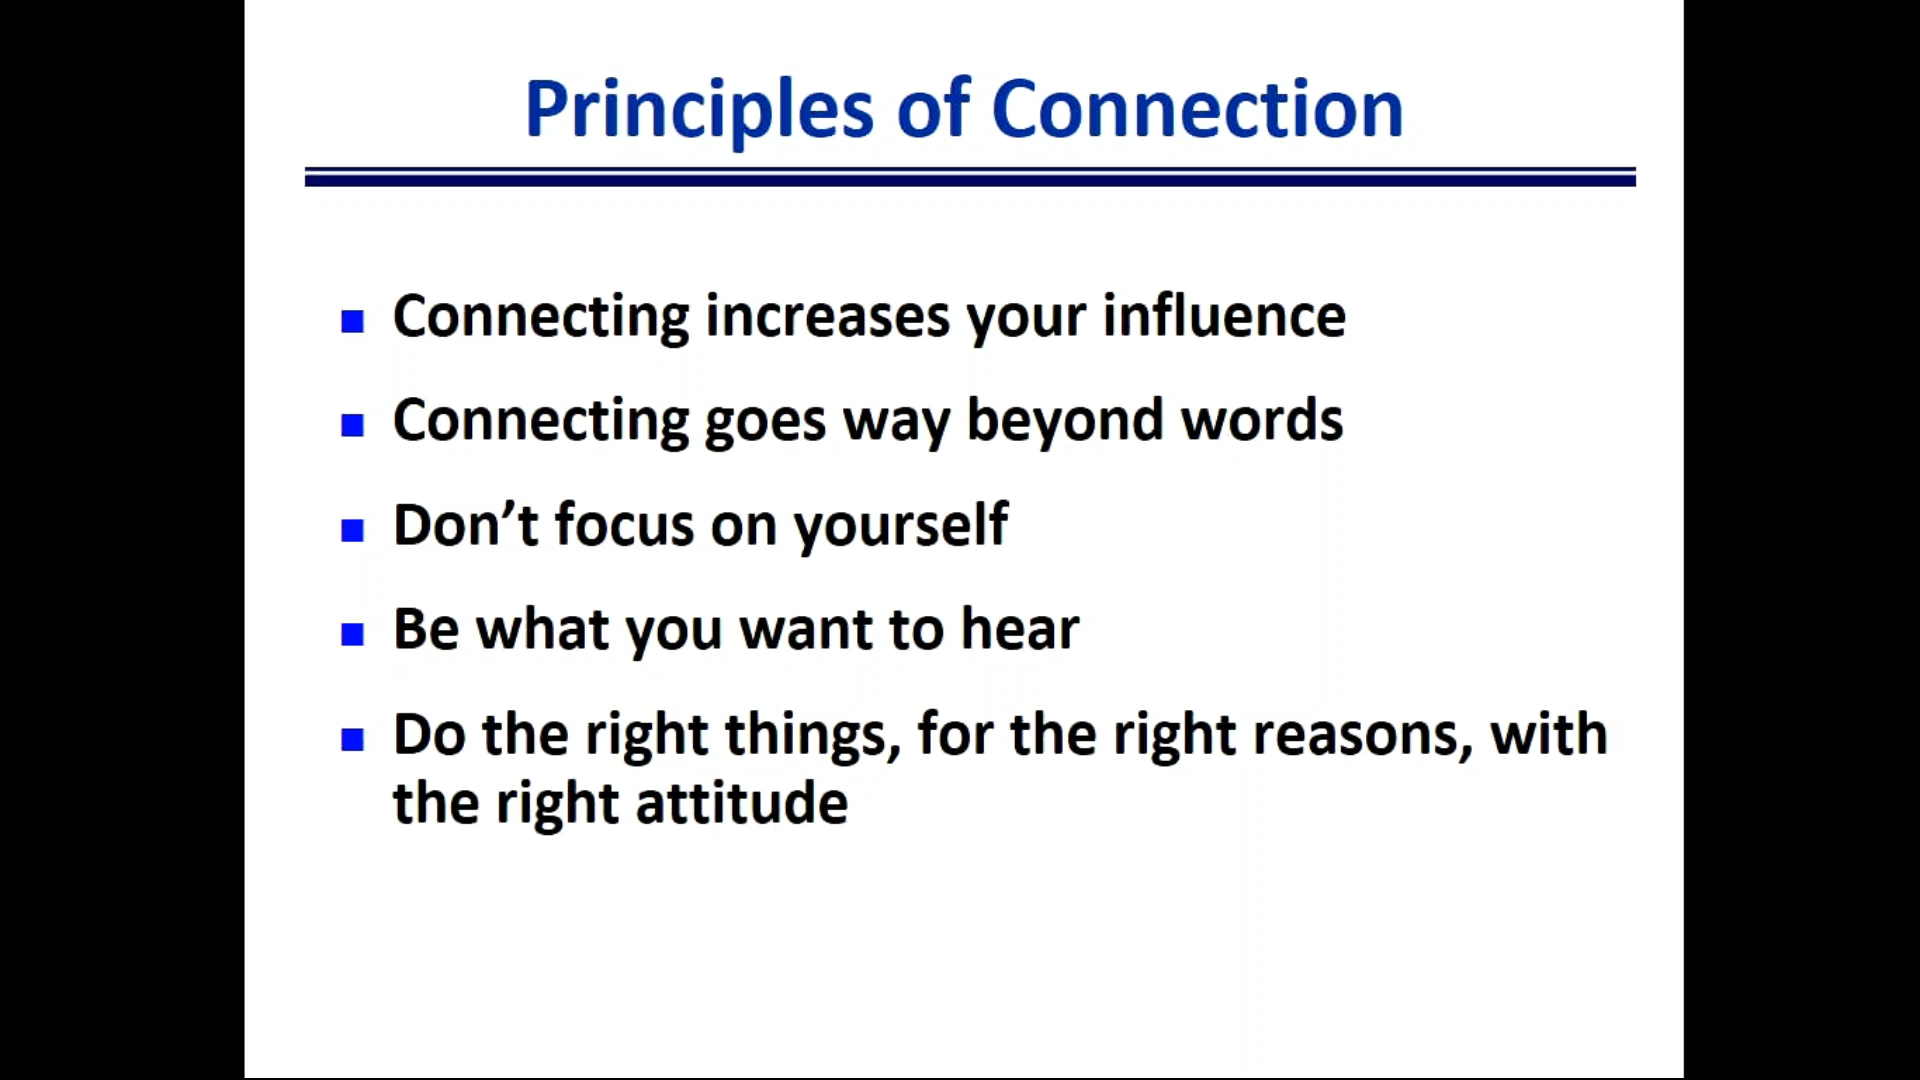 Principles of Connection
Connecting increases your influence
Connecting goes way beyond words
Don’t focus on yourself
Be what you want to hear
Do the right things, for the right reasons, with
the right attitude